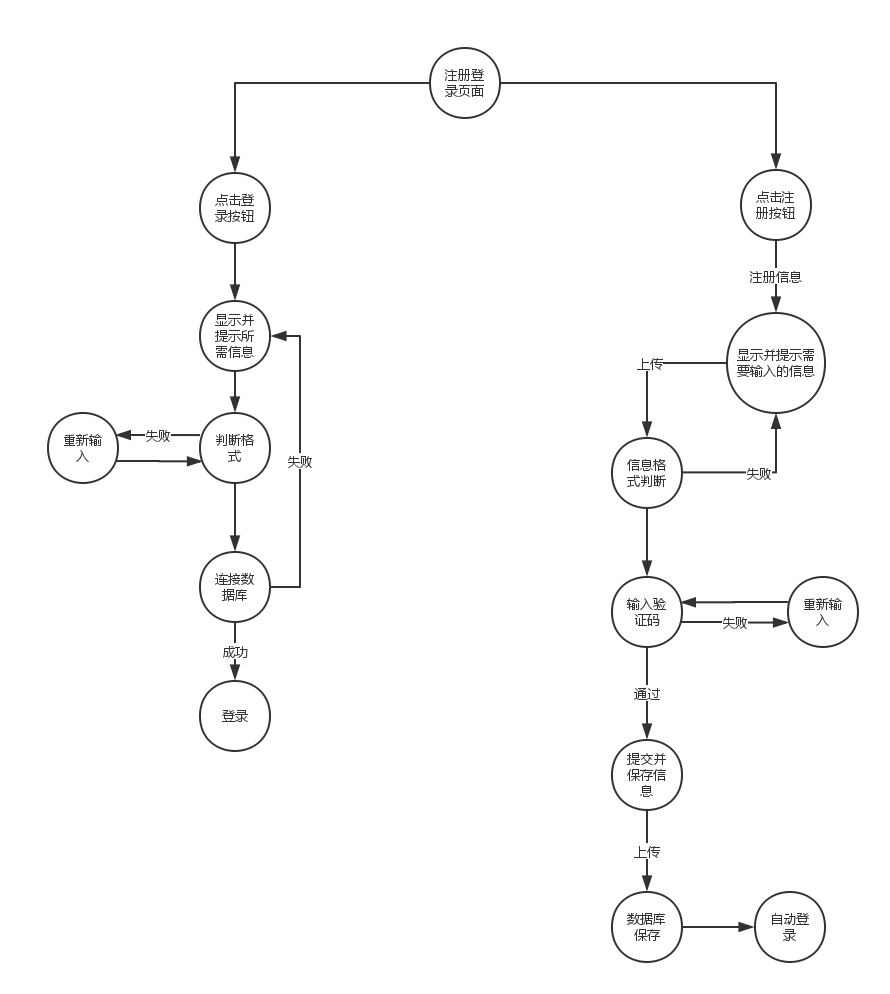 注册登
录页面
点击登
录按钮
点击注
册按钮
注册信息
显示并
提示所
需信息
显示并提示需
要输入的信息
上传
重新输
入
失败
判断格
式
失败
信息格
式判断
失败
连接数
据库
输入验
证码
失败
重新输
入
成功
通过
登录
提交并
保存信
息
上传
数据库
保存
自动登
录